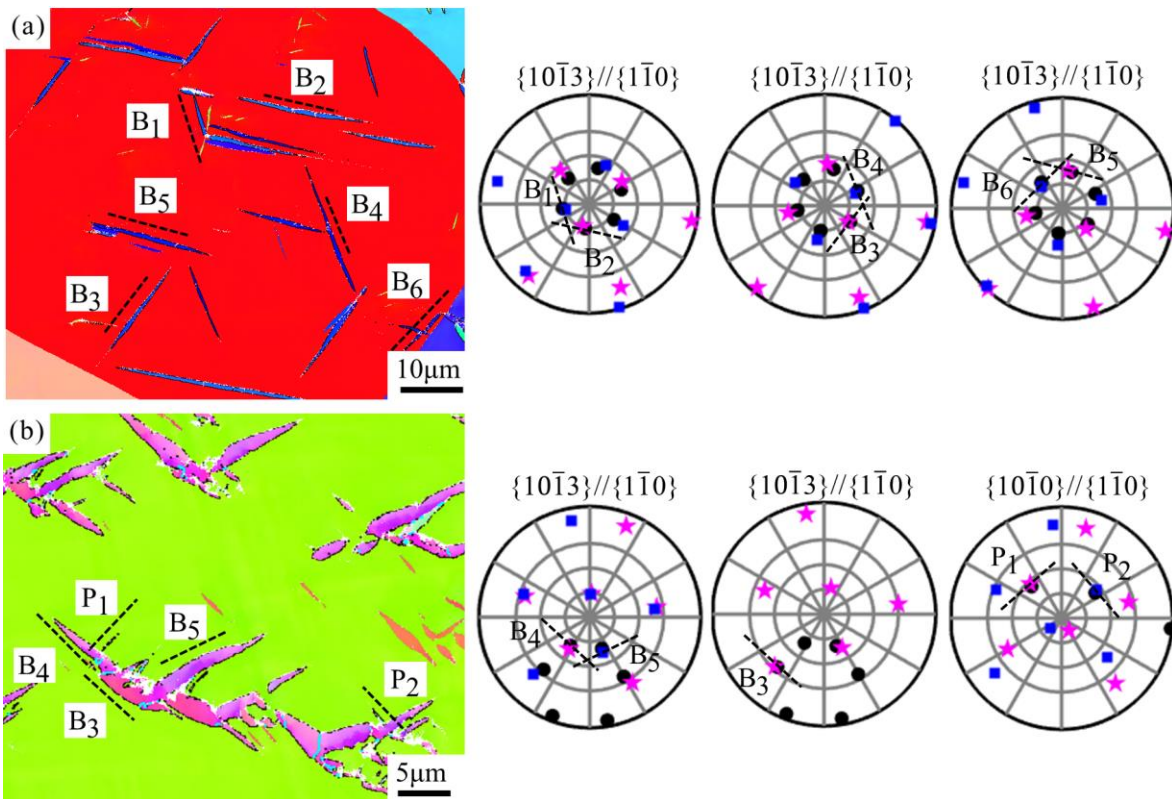 (a)
B₂
B₁
B₅
B₄
B₃
B₆
10μm
{101̄3}//{11̄0}
B₁
B₂
{101̄3}//{11̄0}
B₄
B₃
{101̄3}//{11̄0}
B₅
B₆
(b)
P₁
B₅
B₄
B₃
P₂
5μm
{101̄3}//{11̄0}
B₄
B₅
{101̄3}//{11̄0}
B₃
{101̄0}//{11̄0}
P₁
P₂